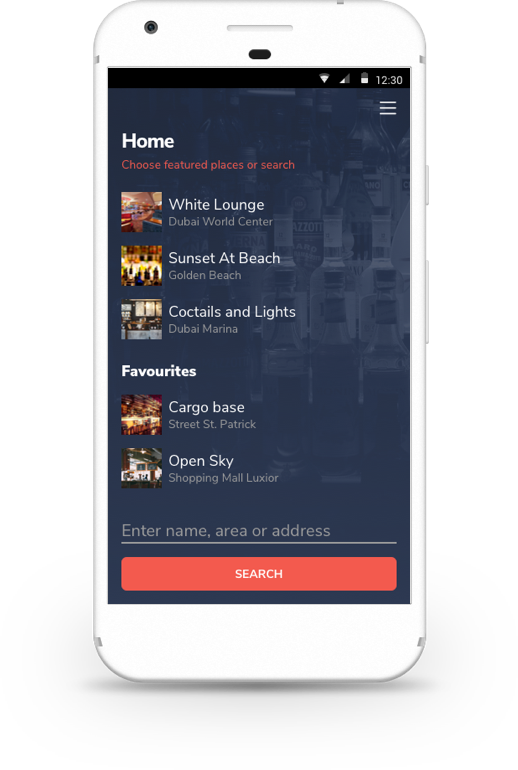 12:30
Home
Choose featured places or search
White Lounge
Dubai World Center
Sunset At Beach
Golden Beach
Coctails and Lights
Dubai Marina
Favourites
Cargo base
Street St. Patrick
Open Sky
Shopping Mall Luxior
Enter name, area or address
SEARCH